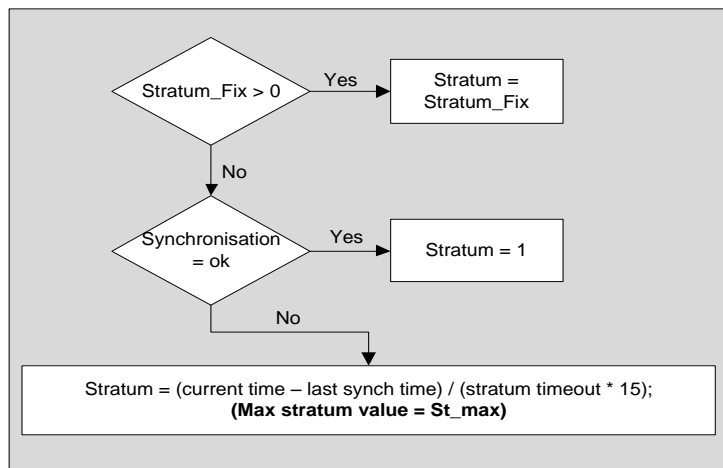 Stratum_Fix > 0
Yes
Stratum =
Stratum_Fix
No
Synchronisation
= ok
Yes
Stratum = 1
No
Stratum = (current time – last synch time) / (stratum timeout * 15);
(Max stratum value = St_max)